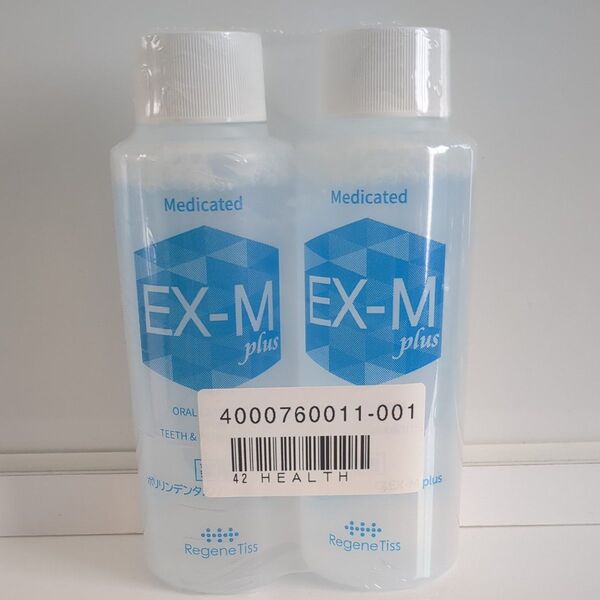 Medicated
EX-M
plus
ORAL
TEETH &
ポリンデンタ
RegeneTiss
Medicated
EX-M
plus
EX-M plus
RegeneTiss
4000760011-001
42 HEALTH